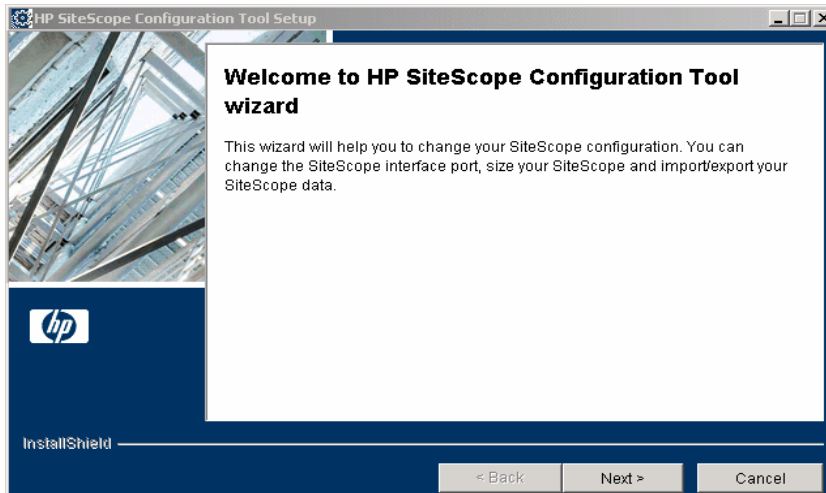 HP SiteScope Configuration Tool Setup
Welcome to HP SiteScope Configuration Tool
wizard
This wizard will help you to change your SiteScope configuration. You can
change the SiteScope interface port, size your SiteScope and import/export your
SiteScope data.
hp
InstallShield
< Back
Next >
Cancel